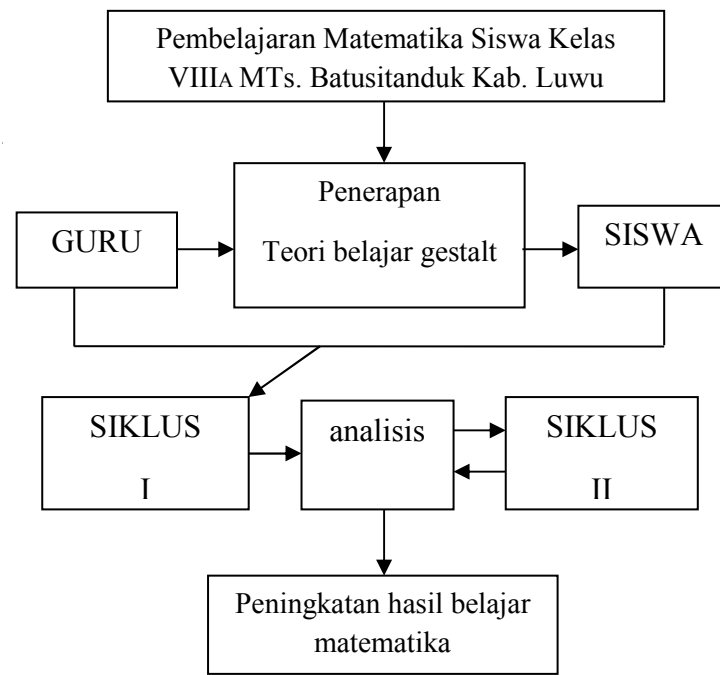 Pembelajaran Matematika Siswa Kelas
VIIIA MTs. Batusitanduk Kab. Luwu
Penerapan
Teori belajar gestalt
GURU
SISWA
SIKLUS
I
analisis
SIKLUS
II
Peningkatan hasil belajar
matematika